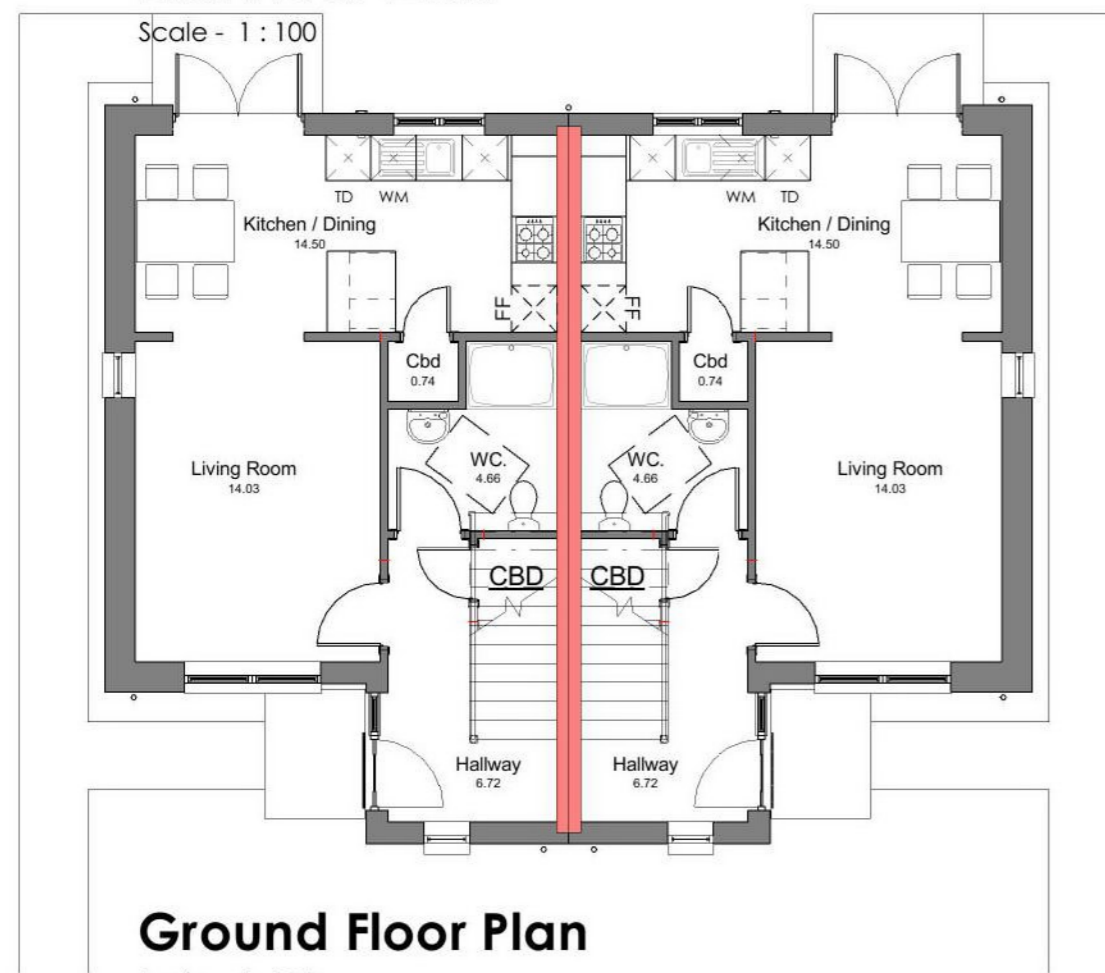 Scale - 1 : 100
TD WM
WM TD
Kitchen / Dining
14.50
Kitchen / Dining
14.50
FF
FF
Cbd
0.74
Cbd
0.74
Living Room
14.03
WC.
4.66
WC.
4.66
Living Room
14.03
CBD
CBD
Hallway
6.72
Hallway
6.72
Ground Floor Plan